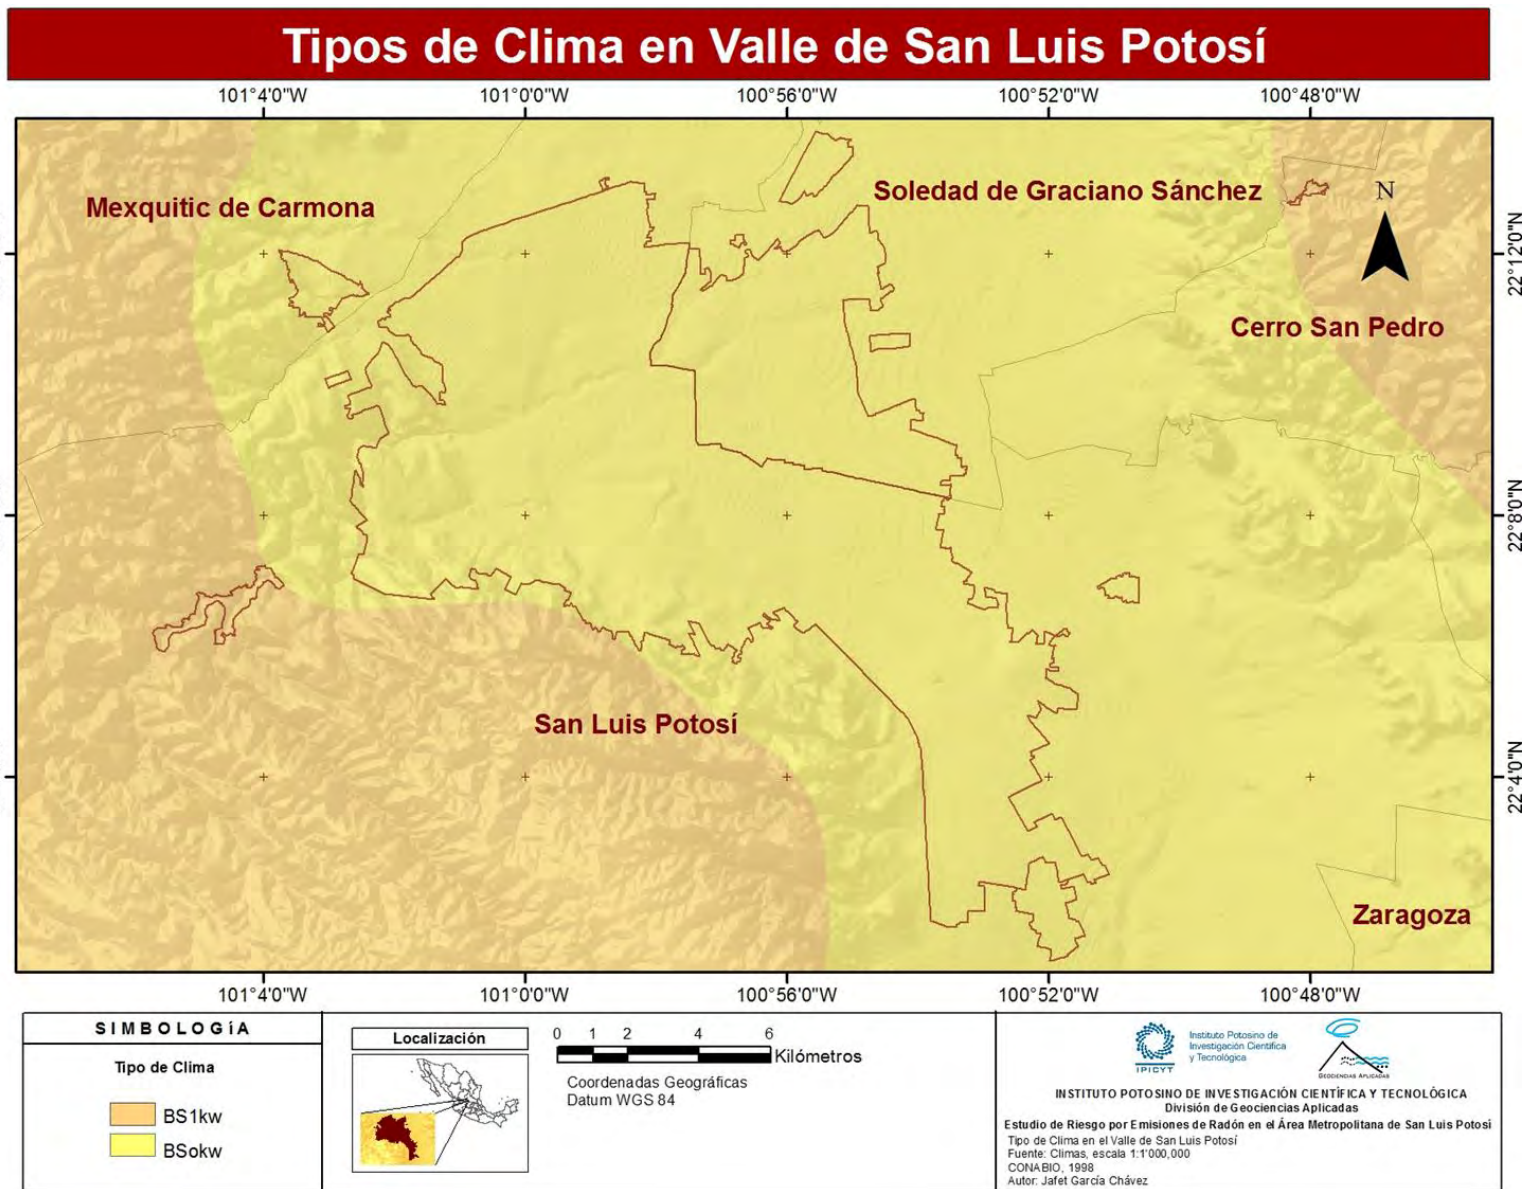 Tipos de Clima en Valle de San Luis Potosí
101°4'0"W 101°0'0"W 100°56'0"W 100°52'0"W 100°48'0"W
Mexquitic de Carmona
Soledad de Graciano Sánchez
N
22°12'0"N
Cerro San Pedro
22°8'0"N
San Luis Potosí
22°4'0"N
Zaragoza
101°4'0"W 101°0'0"W 100°56'0"W 100°52'0"W 100°48'0"W
SIMBOLOGíA
Tipo de Clima
BS1kw
BSokw
Localización
0 1 2 4 6
Kilómetros
Coordenadas Geográficas
Datum WGS 84
IPICYT
Instituto Potosino de
Investigación Científica
y Tecnológica
GEOCIENCIAS APLICADAS
INSTITUTO POTOSINO DE INVESTIGACIÓN CIENTÍFICA Y TECNOLÓGICA
División de Geociencias Aplicadas
Estudio de Riesgo por Emisiones de Radón en el Área Metropolitana de San Luis Potosi
Tipo de Clima en el Valle de San Luis Potosí
Fuente: Climas, escala 1:1'000,000
CONABIO, 1998
Autor: Jafet García Chávez